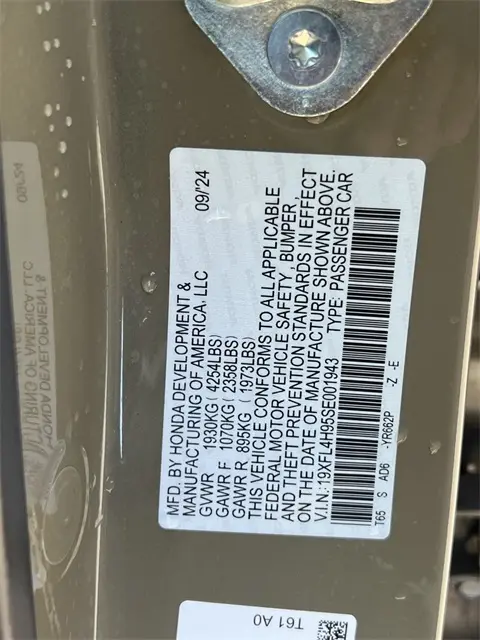 MFD. BY HONDA DEVELOPMENT &
MANUFACTURING OF AMERICA, LLC 09/'24
GVWR 1930KG ( 4254LBS)
GAWR F 1070KG ( 2358LBS)
GAWR R. 895KG ( 1973LBS)
THIS VEHICLE CONFORMS TO ALL APPLICABLE
FEDERAL MOTOR VEHICLE SAFETY , BUMPER,
AND THEFT PREVENTION STANDARDS IN EFFECT
ON THE DATE OF MANUFACTURE SHOWN ABOVE.
V.I.N.:19XFL4H95SE001943 TYPE: PASSENGER CAR
T65 S AD6 -YR662P -Z -E
T61 A0